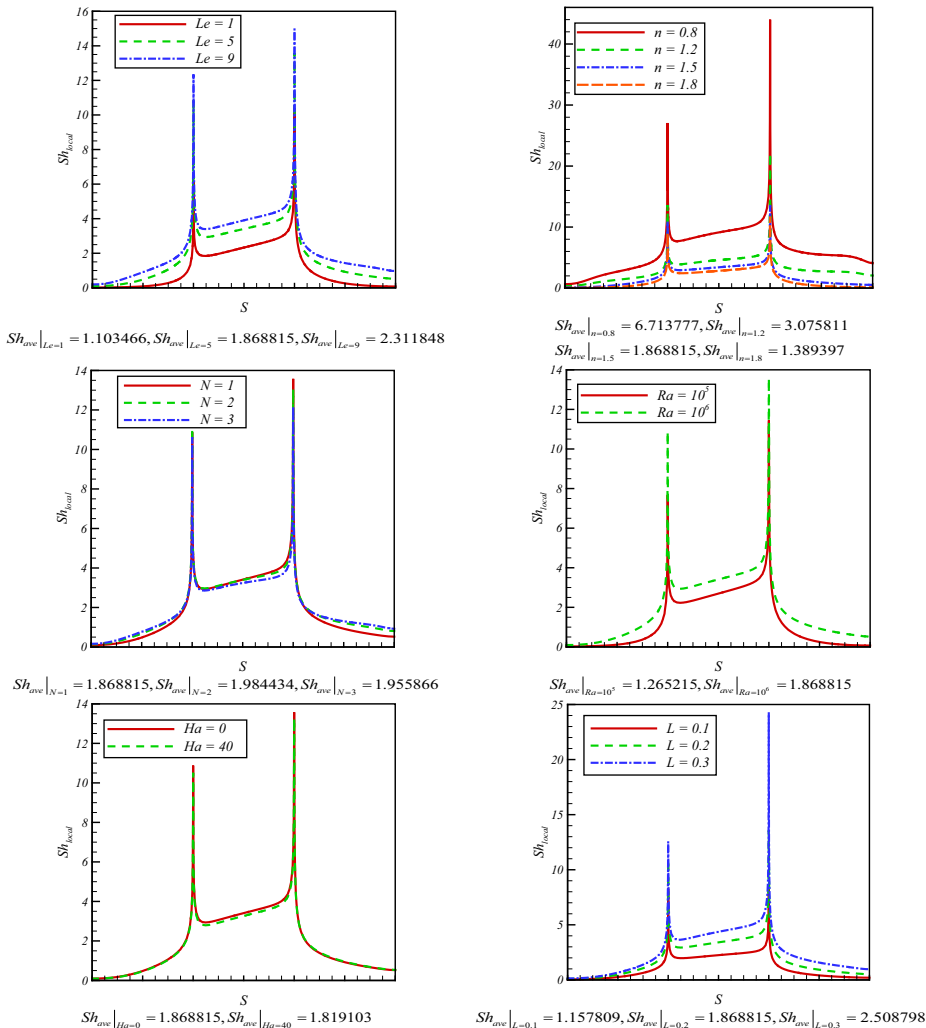 Le = 1
Le = 5
Le = 9
16
14
12
10
8
6
4
2
0
Sh_local
S
Sh_ave|_Le=1 = 1.103466, Sh_ave|_Le=5 = 1.868815, Sh_ave|_Le=9 = 2.311848
n = 0.8
n = 1.2
n = 1.5
n = 1.8
40
30
20
10
0
Sh_local
S
Sh_ave|_n=0.8 = 6.713777, Sh_ave|_n=1.2 = 3.075811
Sh_ave|_n=1.5 = 1.868815, Sh_ave|_n=1.8 = 1.389397
N = 1
N = 2
N = 3
14
12
10
8
6
4
2
0
Sh_local
S
Sh_ave|_N=1 = 1.868815, Sh_ave|_N=2 = 1.984434, Sh_ave|_N=3 = 1.955866
Ra = 10^5
Ra = 10^6
14
12
10
8
6
4
2
0
Sh_local
S
Sh_ave|_Ra=10^5 = 1.265215, Sh_ave|_Ra=10^6 = 1.868815
Ha = 0
Ha = 40
14
12
10
8
6
4
2
0
Sh_local
S
Sh_ave|_Ha=0 = 1.868815, Sh_ave|_Ha=40 = 1.819103
L = 0.1
L = 0.2
L = 0.3
25
20
15
10
5
0
Sh_local
S
Sh_ave|_L=0.1 = 1.157809, Sh_ave|_L=0.2 = 1.868815, Sh_ave|_L=0.3 = 2.508798